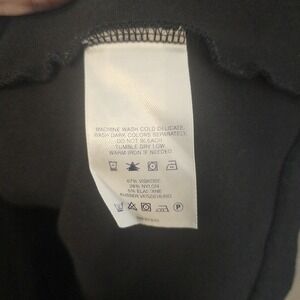 MACHINE WASH COLD DELICATE.
WASH DARK COLORS SEPARATELY.
DO NOT BLEACH.
TUMBLE DRY LOW.
WARM IRON IF NEEDED.
67% VISKOSE
28% NYLON
5% ELASTANE